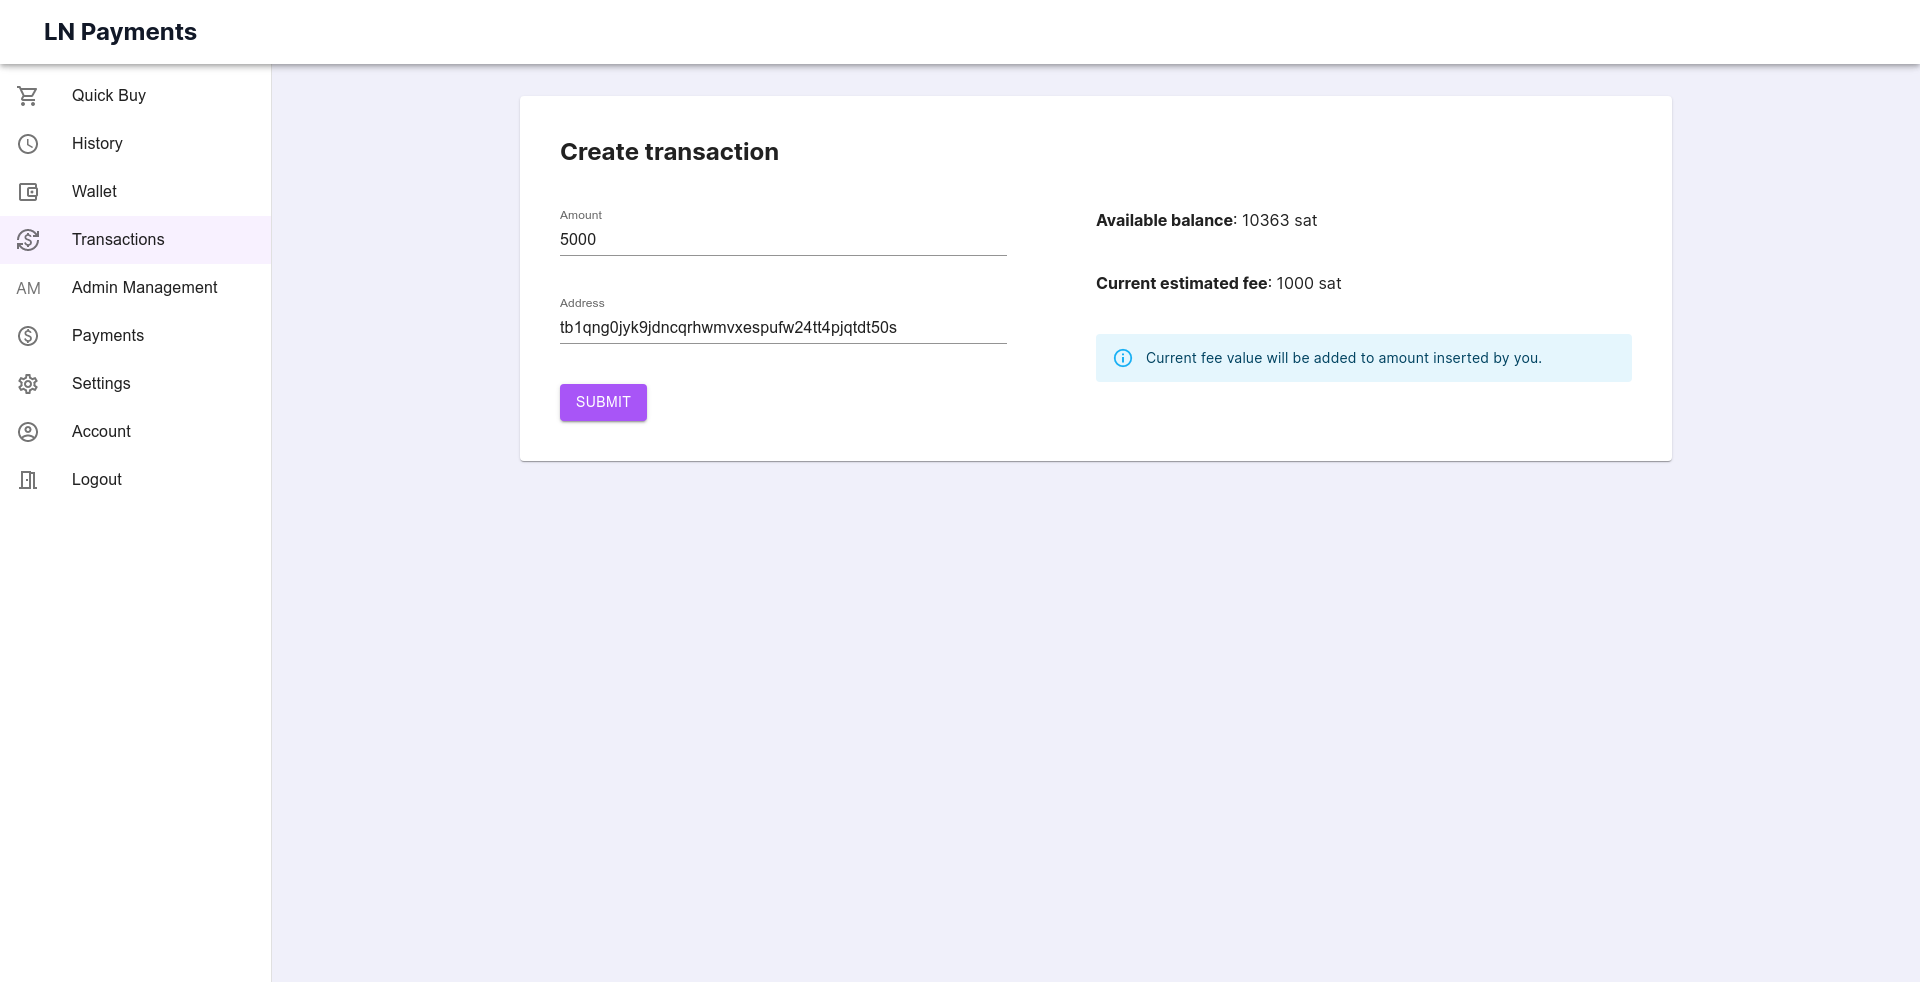 LN Payments
Quick Buy
History
Wallet
Transactions
AM Admin Management
Payments
Settings
Account
Logout
Create transaction
Amount
5000
Address
tb1qng0jyk9jdncqrhwmvxespufw24tt4pjqtdt50s
SUBMIT
Available balance: 10363 sat
Current estimated fee: 1000 sat
Current fee value will be added to amount inserted by you.